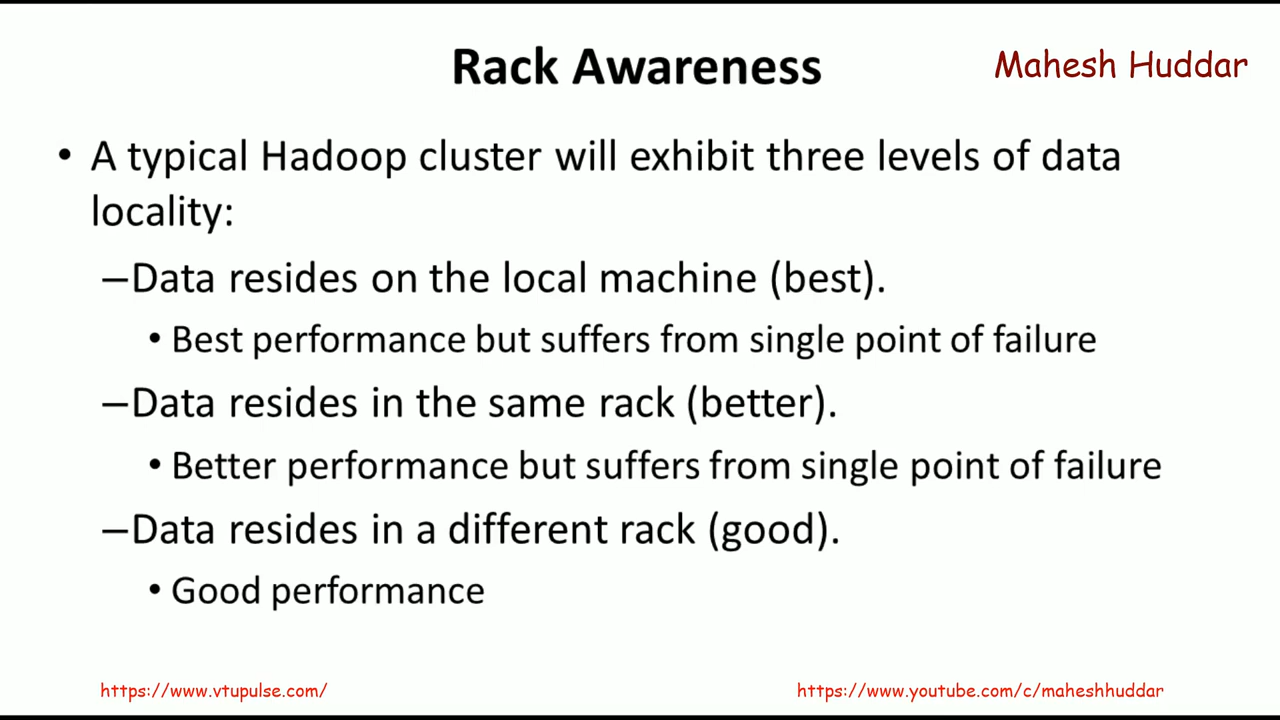 Rack Awareness
Mahesh Huddar
• A typical Hadoop cluster will exhibit three levels of data
locality:
–Data resides on the local machine (best).
• Best performance but suffers from single point of failure
–Data resides in the same rack (better).
• Better performance but suffers from single point of failure
–Data resides in a different rack (good).
• Good performance
https://www.vtupulse.com/
https://www.youtube.com/c/maheshhuddar